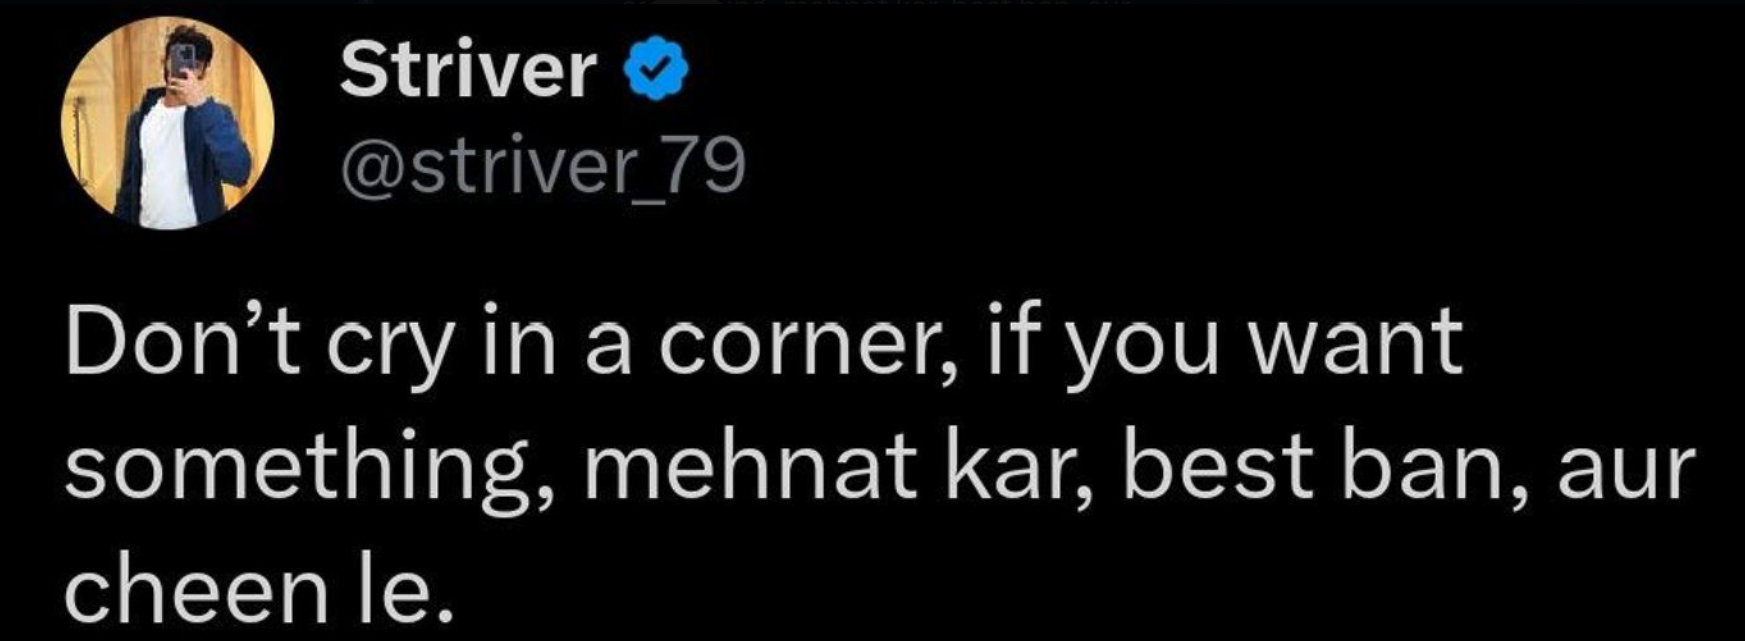 Striver
@striver_79
Don’t cry in a corner, if you want
something, mehnat kar, best ban, aur
cheen le.